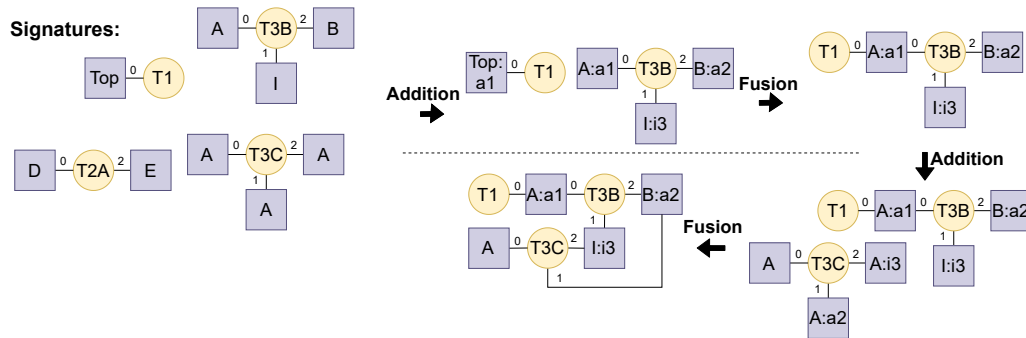 Signatures:
A 0 T3B 2 B
1
I
Top 0 T1
D 0 T2A 2 E
A 0 T3C 2 A
1
A
Addition
Top:
a1
0 T1
A:a1 0 T3B 2 B:a2
1
I:i3
Fusion
T1 0 A:a1 0 T3B 2 B:a2
1
I:i3
Addition
T1 0 A:a1 0 T3B 2 B:a2
1
I:i3
A 0 T3C 2 A:i3
1
A:a2
Fusion
T1 0 A:a1 0 T3B 2 B:a2
1
A 0 T3C 2 I:i3
1